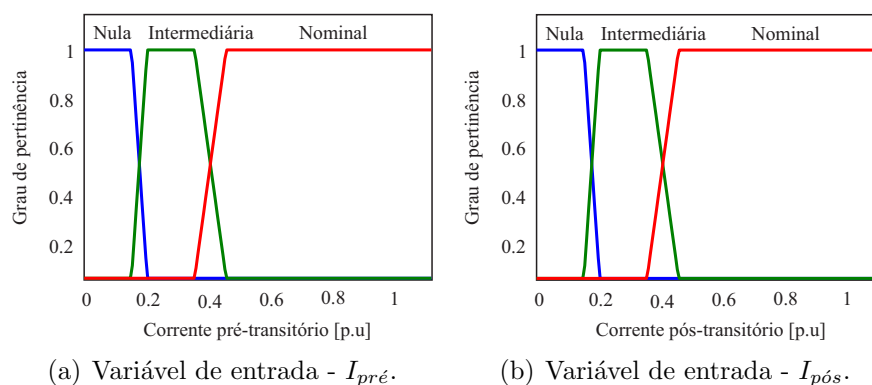 Nula Intermediária Nominal
1
0.8
0.6
0.4
0.2
Grau de pertinência
0 0.2 0.4 0.6 0.8 1
Corrente pré-transitório [p.u]
(a) Variável de entrada - Ipré.
Nula Intermediária Nominal
1
0.8
0.6
0.4
0.2
Grau de pertinência
0 0.2 0.4 0.6 0.8 1
Corrente pós-transitório [p.u]
(b) Variável de entrada - Ipós.